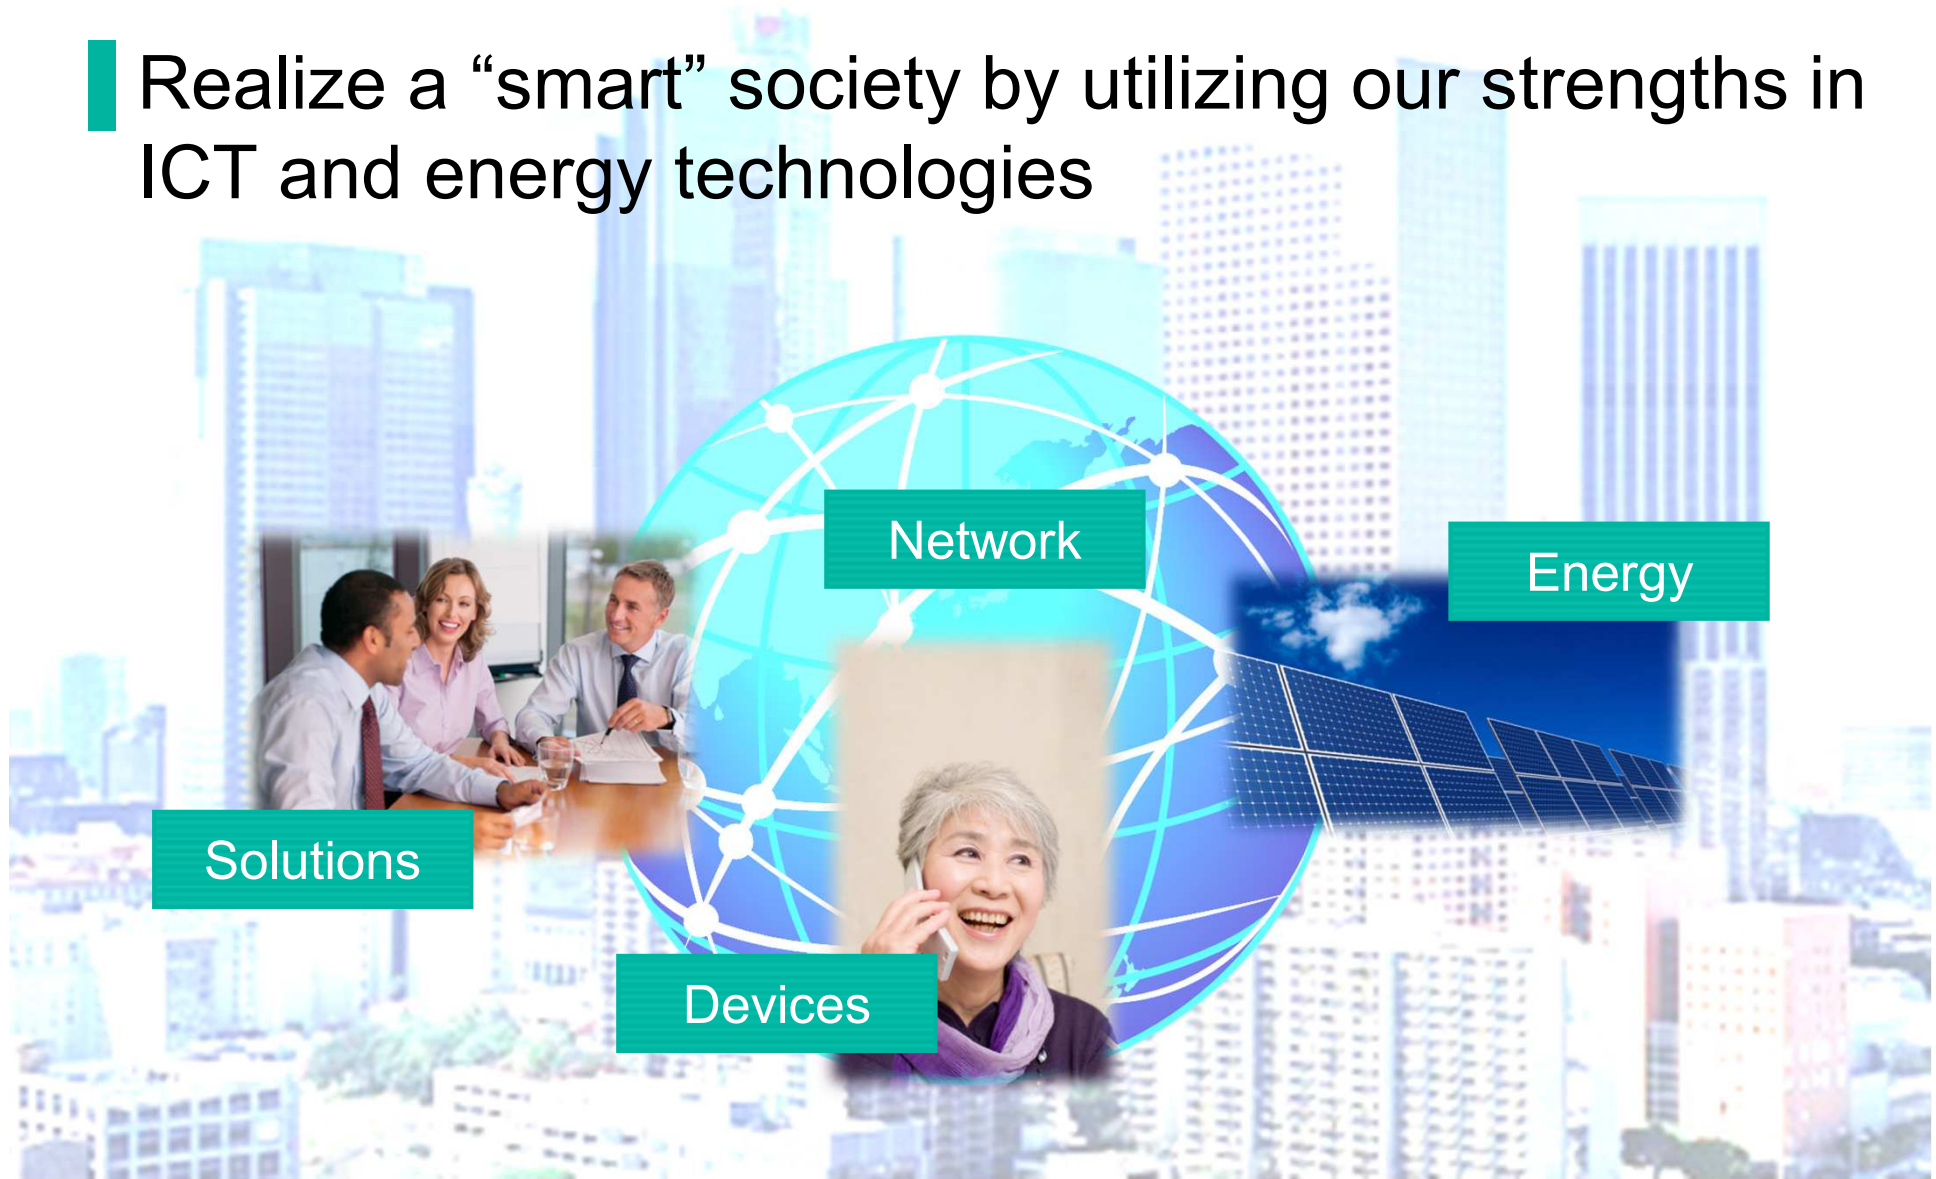 Realize a “smart” society by utilizing our strengths in
ICT and energy technologies
Network
Energy
Solutions
Devices